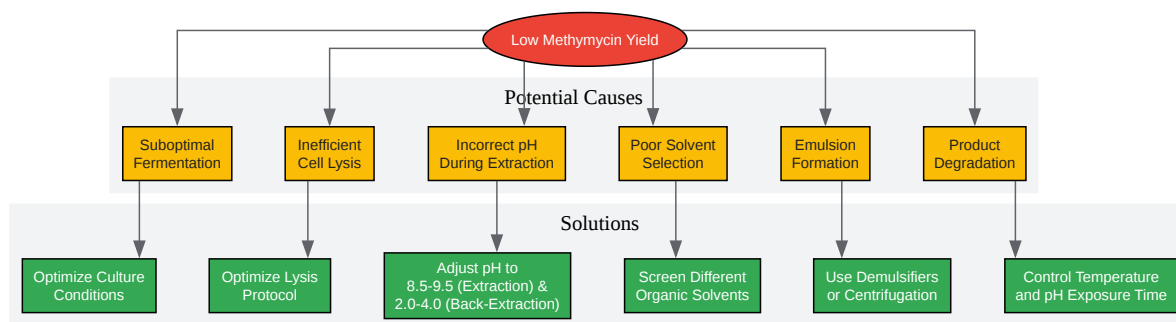 Low Methymycin Yield
Potential Causes
Suboptimal
Fermentation
Inefficient
Cell Lysis
Incorrect pH
During Extraction
Poor Solvent
Selection
Emulsion
Formation
Product
Degradation
Solutions
Optimize Culture
Conditions
Optimize Lysis
Protocol
Adjust pH to
8.5-9.5 (Extraction) &
2.0-4.0 (Back-Extraction)
Screen Different
Organic Solvents
Use Demulsifiers
or Centrifugation
Control Temperature
and pH Exposure Time